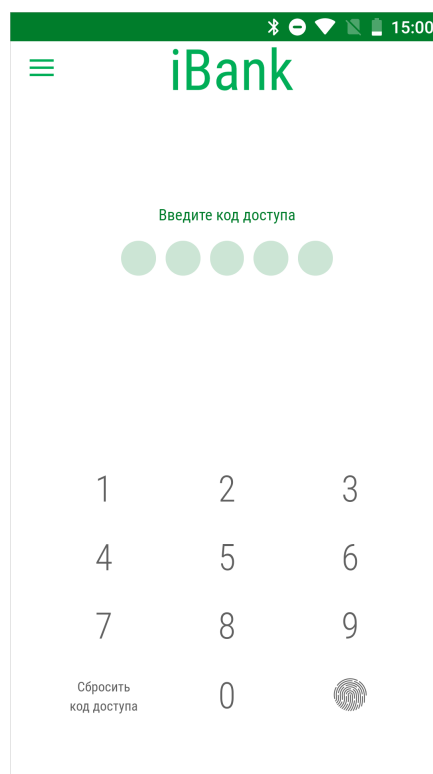 15:00
iBank
Введите код доступа
1 2 3
4 5 6
7 8 9
Сбросить
код доступа
0